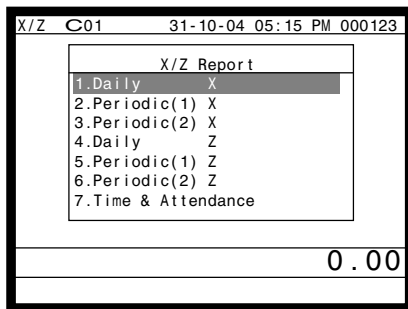 X/Z C01 31-10-04 05:15 PM 000123
X/Z Report
1.Daily X
2.Periodic(1) X
3.Periodic(2) X
4.Daily Z
5.Periodic(1) Z
6.Periodic(2) Z
7.Time & Attendance
0.00